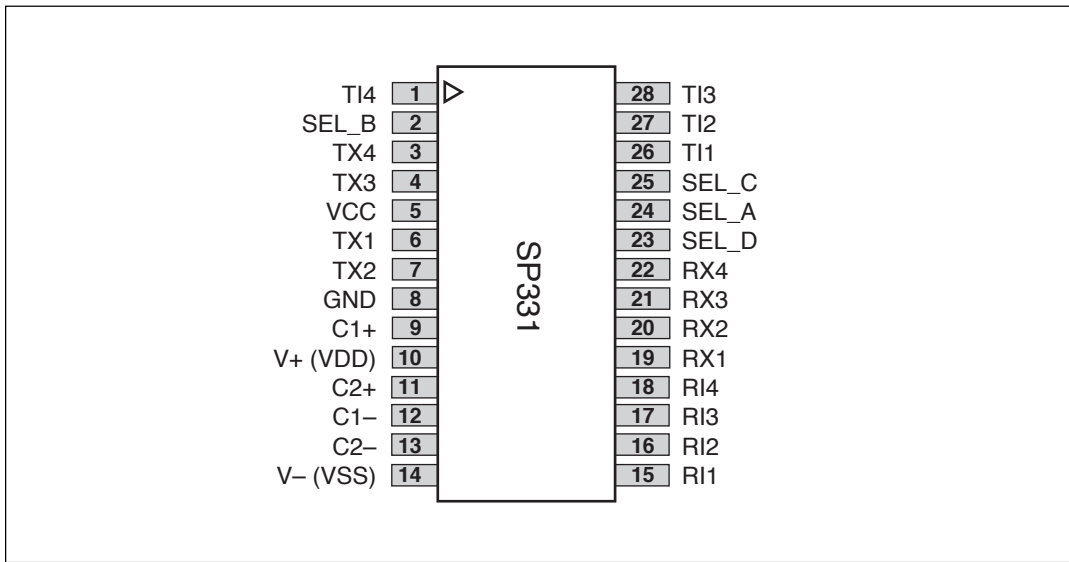 TI4 1 28 TI3
SEL_B 2 27 TI2
TX4 3 26 TI1
TX3 4 25 SEL_C
VCC 5 24 SEL_A
TX1 6 23 SEL_D
TX2 7 22 RX4
GND 8 21 RX3
C1+ 9 20 RX2
V+ (VDD) 10 19 RX1
C2+ 11 18 RI4
C1– 12 17 RI3
C2– 13 16 RI2
V– (VSS) 14 15 RI1
SP331